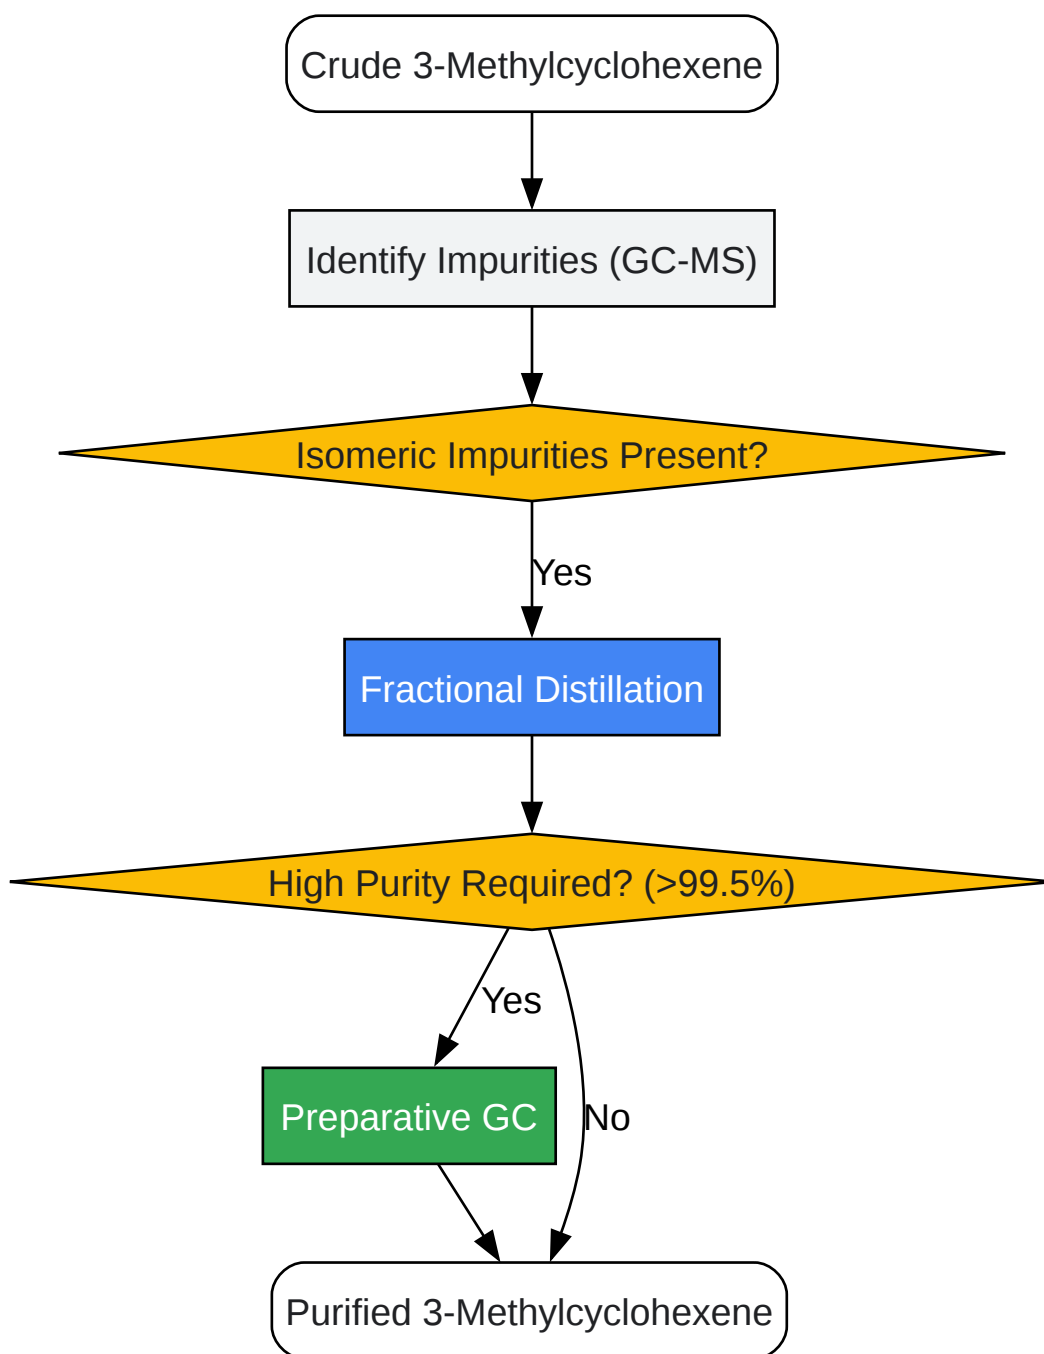 Crude 3-Methylcyclohexene
Identify Impurities (GC-MS)
Isomeric Impurities Present?
Yes
Fractional Distillation
High Purity Required? (>99.5%)
Yes
Preparative GC
No
Purified 3-Methylcyclohexene